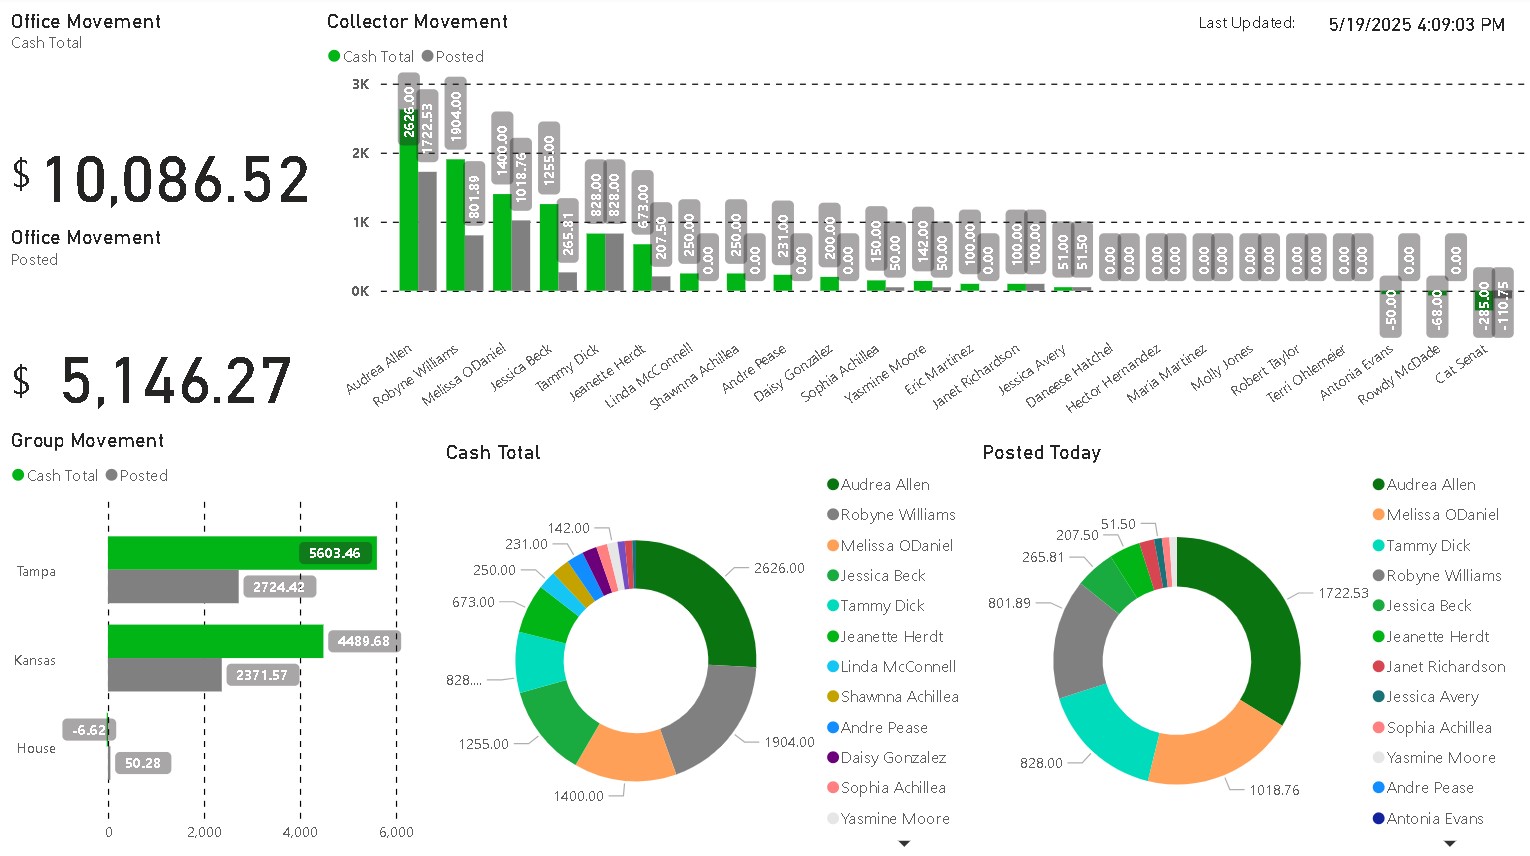 Office Movement
Cash Total
$ 10,086.52
Office Movement
Posted
$ 5,146.27
Collector Movement
Cash Total Posted
Last Updated: 5/19/2025 4:09:03 PM
3K
2K
1K
0K
2626.00
1722.53
1904.00
801.89
1400.00
1018.76
1255.00
265.81
828.00
828.00
673.00
207.50
250.00
0.00
250.00
0.00
231.00
0.00
200.00
0.00
150.00
50.00
142.00
50.00
100.00
0.00
100.00
100.00
51.00
51.50
0.00
0.00
0.00
0.00
0.00
0.00
0.00
0.00
0.00
0.00
0.00
0.00
-50.00
0.00
-68.00
0.00
-285.00
-110.75
Audrea Allen
Robyne Williams
Melissa ODaniel
Jessica Beck
Tammy Dick
Jeanette Herdt
Linda McConnell
Shawnna Achillea
Andre Pease
Daisy Gonzalez
Sophia Achillea
Yasmine Moore
Eric Martinez
Janet Richardson
Jessica Avery
Daneese Hatchel
Hector Hernandez
Maria Martinez
Molly Jones
Robert Taylor
Terri Ohlemeier
Antonia Evans
Rowdy McDade
Cat Senat
Group Movement
Cash Total Posted
Tampa
5603.46
2724.42
Kansas
4489.68
2371.57
House
-6.62
50.28
0 2,000 4,000 6,000
Cash Total
142.00
231.00
250.00
673.00
828....
1255.00
1400.00
1904.00
2626.00
Audrea Allen
Robyne Williams
Melissa ODaniel
Jessica Beck
Tammy Dick
Jeanette Herdt
Linda McConnell
Shawnna Achillea
Andre Pease
Daisy Gonzalez
Sophia Achillea
Yasmine Moore
Posted Today
51.50
207.50
265.81
801.89
828.00
1018.76
1722.53
Audrea Allen
Melissa ODaniel
Tammy Dick
Robyne Williams
Jessica Beck
Jeanette Herdt
Janet Richardson
Jessica Avery
Sophia Achillea
Yasmine Moore
Andre Pease
Antonia Evans